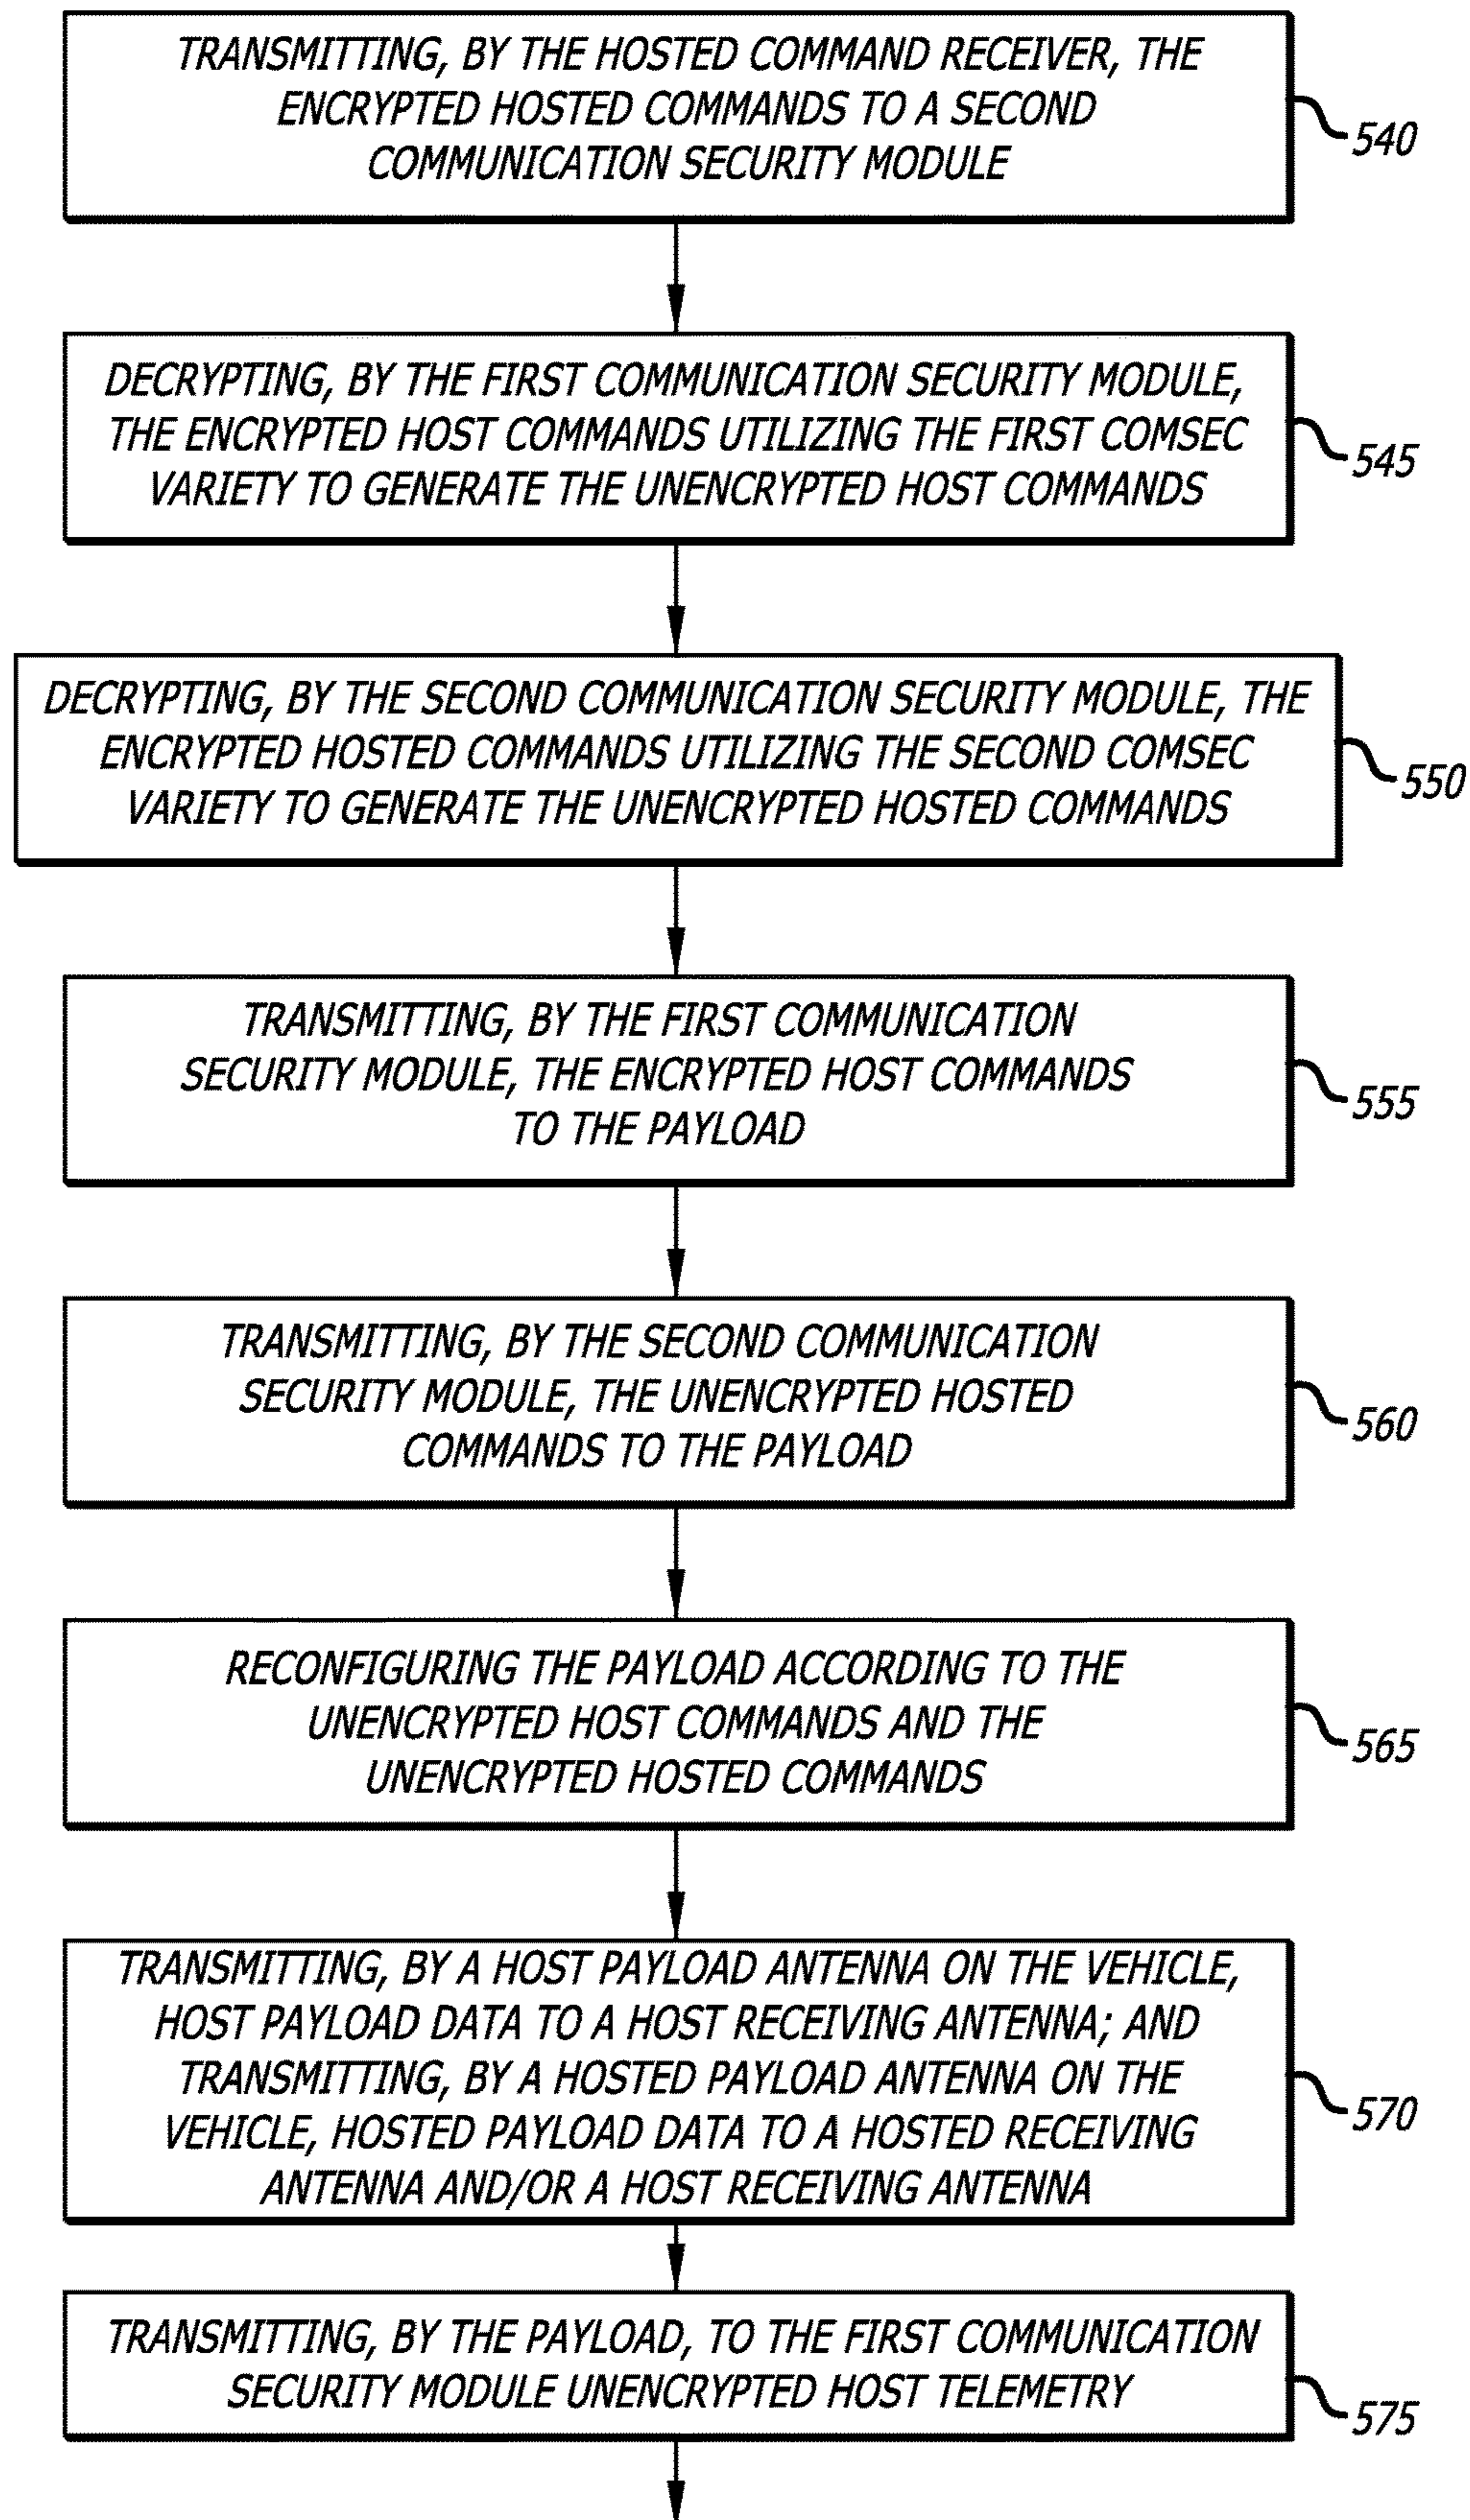 TRANSMITTING, BY THE HOSTED COMMAND RECEIVER, THE
ENCRYPTED HOSTED COMMANDS TO A SECOND
COMMUNICATION SECURITY MODULE
540
DECRYPTING, BY THE FIRST COMMUNICATION SECURITY MODULE,
THE ENCRYPTED HOST COMMANDS UTILIZING THE FIRST COMSEC
VARIETY TO GENERATE THE UNENCRYPTED HOST COMMANDS
545
DECRYPTING, BY THE SECOND COMMUNICATION SECURITY MODULE, THE
ENCRYPTED HOSTED COMMANDS UTILIZING THE SECOND COMSEC
VARIETY TO GENERATE THE UNENCRYPTED HOSTED COMMANDS
550
TRANSMITTING, BY THE FIRST COMMUNICATION
SECURITY MODULE, THE ENCRYPTED HOST COMMANDS
TO THE PAYLOAD
555
TRANSMITTING, BY THE SECOND COMMUNICATION
SECURITY MODULE, THE UNENCRYPTED HOSTED
COMMANDS TO THE PAYLOAD
560
RECONFIGURING THE PAYLOAD ACCORDING TO THE
UNENCRYPTED HOST COMMANDS AND THE
UNENCRYPTED HOSTED COMMANDS
565
TRANSMITTING, BY A HOST PAYLOAD ANTENNA ON THE VEHICLE,
HOST PAYLOAD DATA TO A HOST RECEIVING ANTENNA; AND
TRANSMITTING, BY A HOSTED PAYLOAD ANTENNA ON THE
VEHICLE, HOSTED PAYLOAD DATA TO A HOSTED RECEIVING
ANTENNA AND/OR A HOST RECEIVING ANTENNA
570
TRANSMITTING, BY THE PAYLOAD, TO THE FIRST COMMUNICATION
SECURITY MODULE UNENCRYPTED HOST TELEMETRY
575